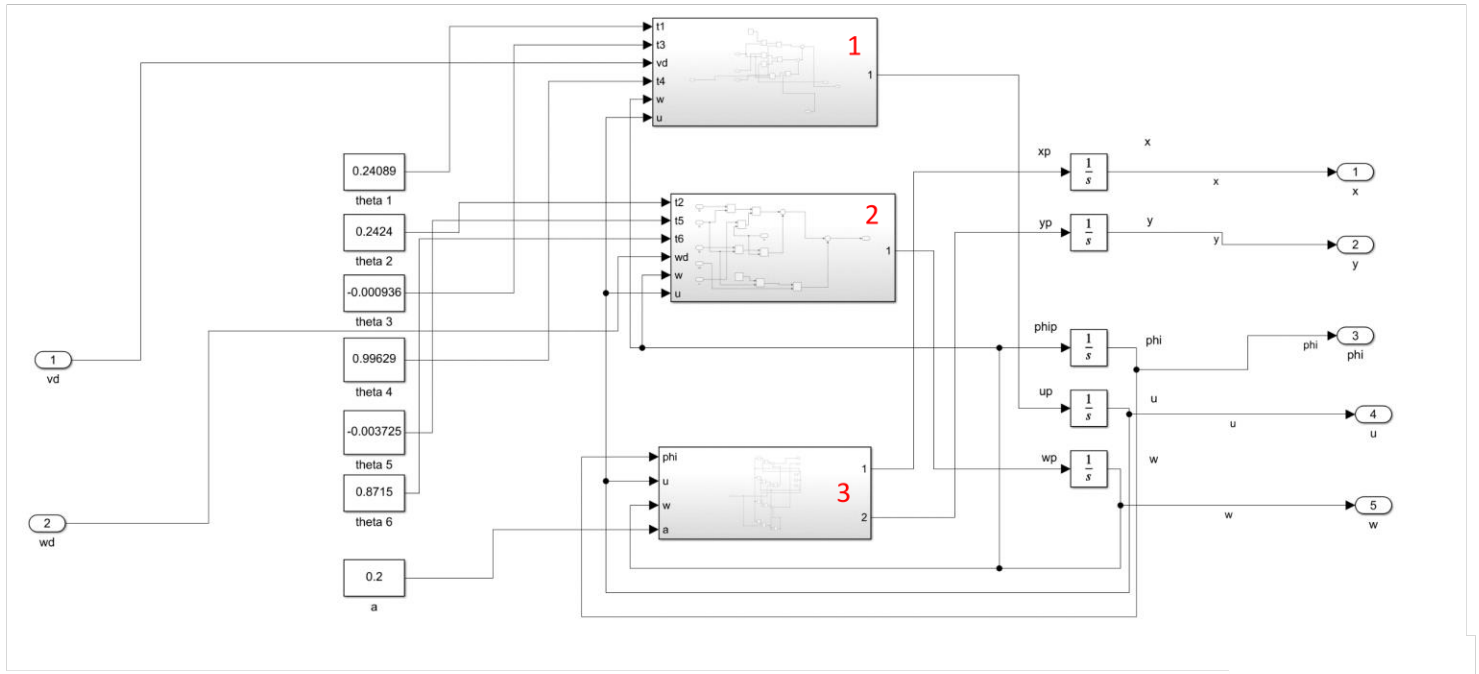 t1
t3
vd
t4
w
u
1
1
0.24089
theta 1
0.2424
theta 2
-0.000936
theta 3
0.99629
theta 4
-0.003725
theta 5
0.8715
theta 6
0.2
a
1
vd
2
wd
t2
t5
t6
wd
w
u
2
1
phi
u
w
a
3
1
2
xp
1
s
x
x
1
x
yp
1
s
y
y
2
y
phip
1
s
phi
phi
3
phi
up
1
s
u
u
4
u
wp
1
s
w
w
5
w